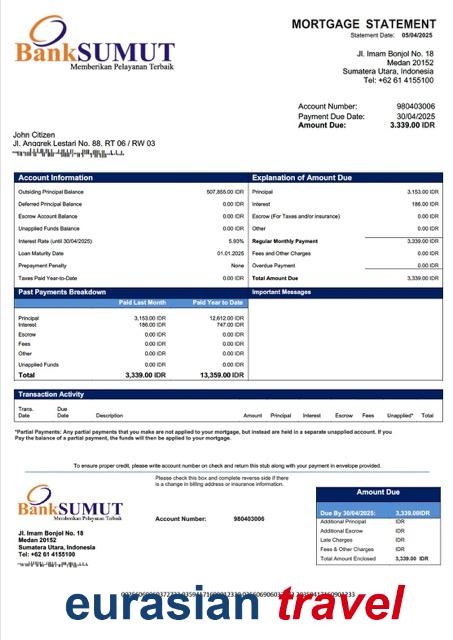 BankSUMUT
Memberikan Pelayanan Terbaik
MORTGAGE STATEMENT
Statement Date: 05/04/2025
Jl. Imam Bonjol No. 18
Medan 20152
Sumatera Utara, Indonesia
Tel: +62 61 4155100
Account Number: 980403006
Payment Due Date: 30/04/2025
Amount Due: 3.339.00 IDR
John Citizen
Jl. Anggrek Lestari No. 88, RT 06 / RW 03
Account Information
Outsiding Principal Balance 507,855.00 IDR
Deferred Principal Balance 0.00 IDR
Escrow Account Balance 0.00 IDR
Unapplied Funds Balance 0.00 IDR
Interest Rate (until 30/04/2025) 5.93%
Loan Maturity Date 01.01.2025
Prepayment Penalty None
Taxes Paid Year-to-Date 0.00 IDR
Explanation of Amount Due
Principal 3.153.00 IDR
Interest 186.00 IDR
Escrow (For Taxes and/or insurance) 0.00 IDR
Other 0.00 IDR
Regular Monthly Payment 3,339.00 IDR
Fees and Other Charges 0.00 IDR
Overdue Payment 0.00 IDR
Total Amount Due 3,339.00 IDR
Past Payments Breakdown
Paid Last Month Paid Year to Date
Principal 3,153.00 IDR 12,612.00 IDR
Interest 186.00 IDR 747.00 IDR
Escrow 0.00 IDR 0.00 IDR
Fees 0.00 IDR 0.00 IDR
Other 0.00 IDR 0.00 IDR
Unapplied Funds 0.00 IDR 0.00 IDR
Total 3,339.00 IDR 13,359.00 IDR
Important Messages
Transaction Activity
Trans. Date Due Date Description Amount Principal Interest Escrow Fees Unapplied* Total
*Partial Payments: Any partial payments that you make are not applied to your mortgage, but instead are held in a separate unapplied account. If you
Pay the balance of a partial payment, the funds will then be applied to your mortgage.
To ensure proper credit, please write account number on check and return this stub along with your payment in envelope provided.
Please check this box and complete reverse side if there
is a change in billing address or insurance information.
BankSUMUT
Memberikan Pelayanan Terbaik
Account Number: 980403006
Jl. Imam Bonjol No. 18
Medan 20152
Sumatera Utara, Indonesia
Tel: +62 61 4155100
Amount Due
Due By 30/04/2025: 3,339.00IDR
Additional Principal IDR
Additional Escrow IDR
Late Charges IDR
Fees & Other Charges IDR
Total Amount Enclosed 3,339.00 IDR
eurasian travel